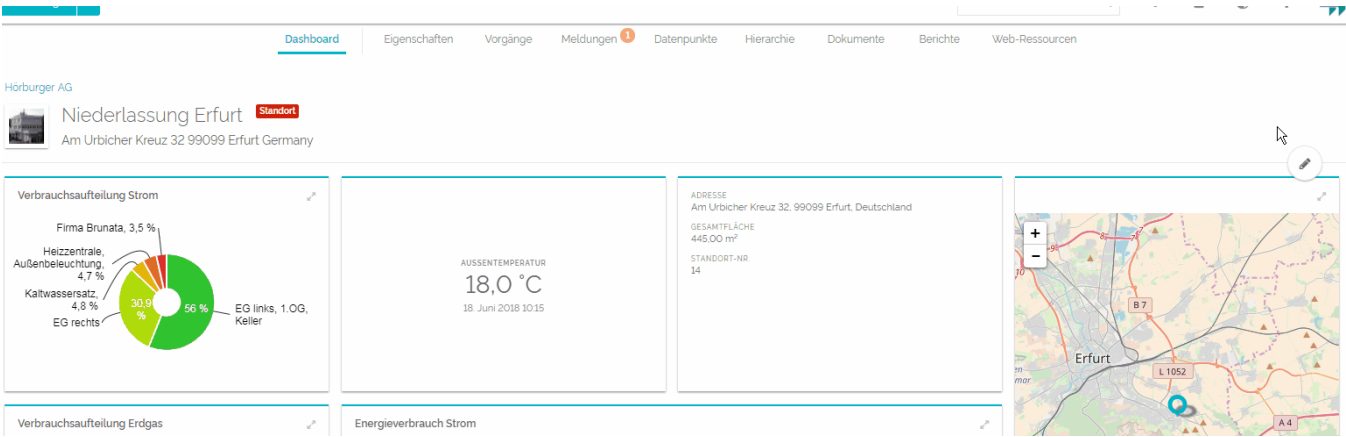 Dashboard
Eigenschaften
Vorgänge
Meldungen 1
Datenpunkte
Hierarchie
Dokumente
Berichte
Web-Ressourcen
Hörburger AG
Niederlassung Erfurt Standort
Am Urbicher Kreuz 32 99099 Erfurt Germany
Verbrauchsaufteilung Strom
Firma Brunata, 3,5 %
Heizzentrale,
Außenbeleuchtung,
4,7 %
Kaltwassersatz,
4,8 %
EG rechts
30,9
%
56 %
EG links, 1.OG,
Keller
AUSSENTEMPERATUR
18,0 °C
18. Juni 2018 10:15
ADRESSE
Am Urbicher Kreuz 32, 99099 Erfurt, Deutschland
GESAMTFLÄCHE
445,00 m²
STANDORT-NR.
14
+
−
B 7
Erfurt
L 1052
A 4
Verbrauchsaufteilung Erdgas
Energieverbrauch Strom